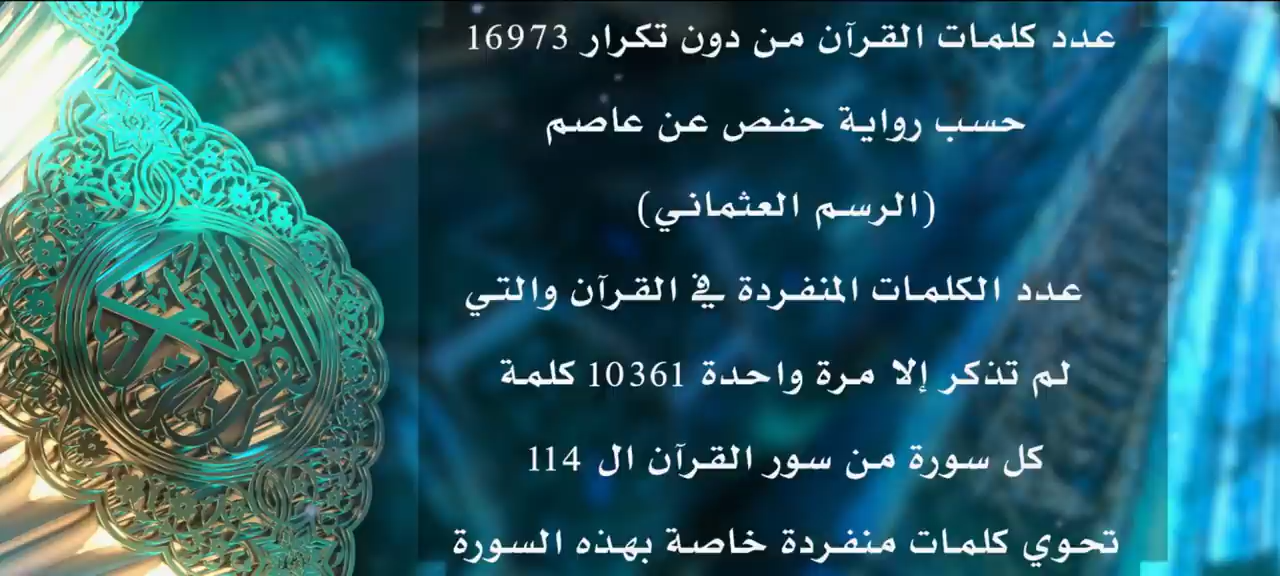 عدد كلمات القرآن من دون تكرار 16973
حسب رواية حفص عن عاصم
(الرسم العثماني)
عدد الكلمات المنفردة في القرآن والتي
لم تذكر إلا مرة واحدة 10361 كلمة
كل سورة من سور القرآن ال 114
تحوي كلمات منفردة خاصة بهذه السورة
القرآن الكريم